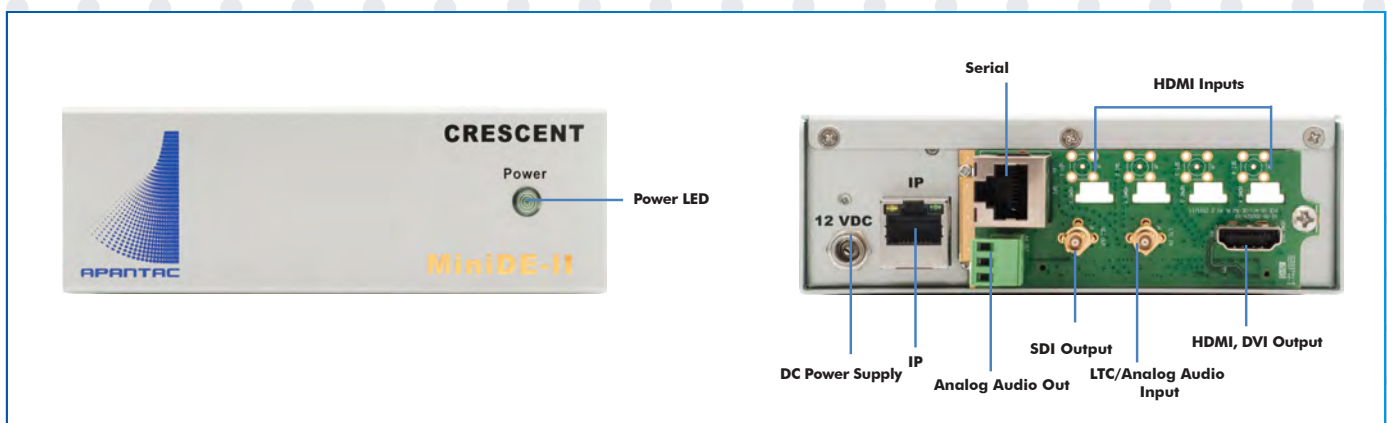 CRESCENT
Power
Power LED
APANTAC
MiniDE-II
Serial
HDMI Inputs
IP
12 VDC
DC Power Supply
IP
Analog Audio Out
SDI Output
LTC/Analog Audio
Input
HDMI, DVI Output